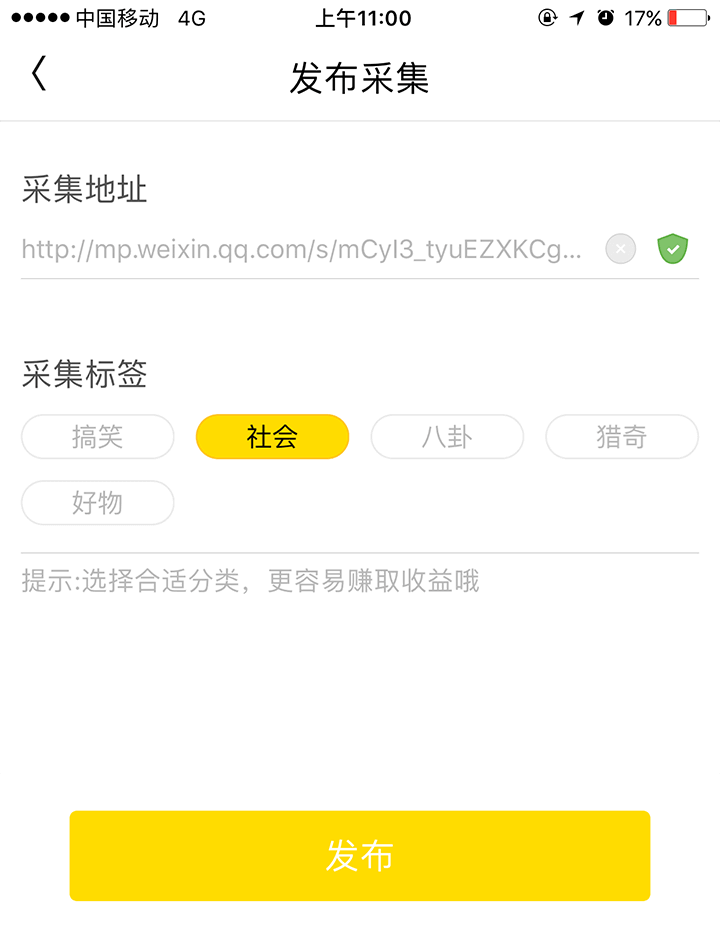 中国移动 4G 上午11:00 17%
发布采集
采集地址
http://mp.weixin.qq.com/s/mCyI3_tyuEZXKCg...
采集标签
搞笑 社会 八卦 猎奇
好物
提示:选择合适分类，更容易赚取收益哦
发布